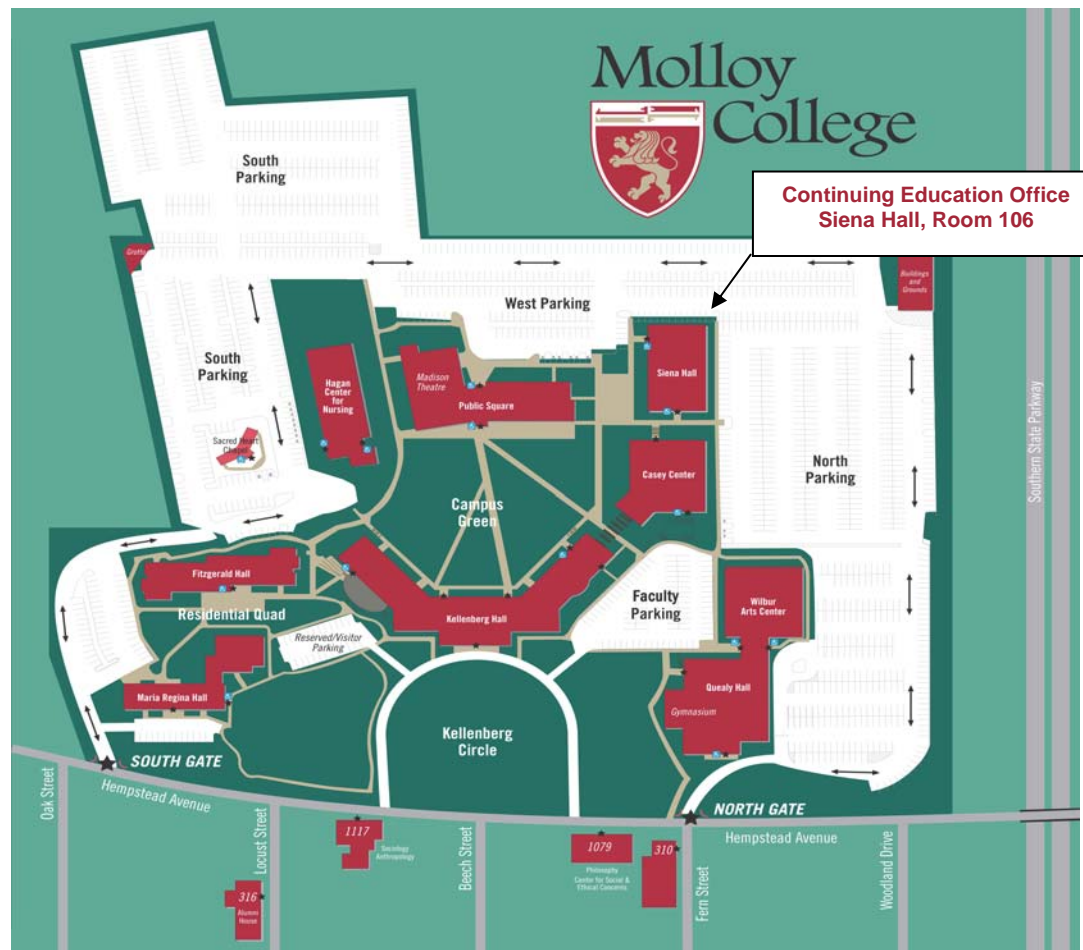 Molloy
College
Continuing Education Office
Siena Hall, Room 106
South
Parking
Grotto
West Parking
Buildings
and
Grounds
South
Parking
Hagan
Center
for
Nursing
Madison
Theatre
Public Square
Siena Hall
Sacred Heart
Chapel
Casey Center
North
Parking
Southern State Parkway
Campus
Green
Fitzgerald Hall
Residential Quad
Kellenberg Hall
Faculty
Parking
Wilbur
Arts Center
Reserved/Visitor
Parking
Maria Regina Hall
Quealy Hall
Gymnasium
Kellenberg
Circle
SOUTH GATE
Hempstead Avenue
NORTH GATE
Hempstead Avenue
Oak Street
Locust Street
1117
Sociology
Anthropology
Beech Street
1079
Philosophy
Center for Social &
Ethical Concerns
310
Fern Street
Woodland Drive
316
Alumni
House